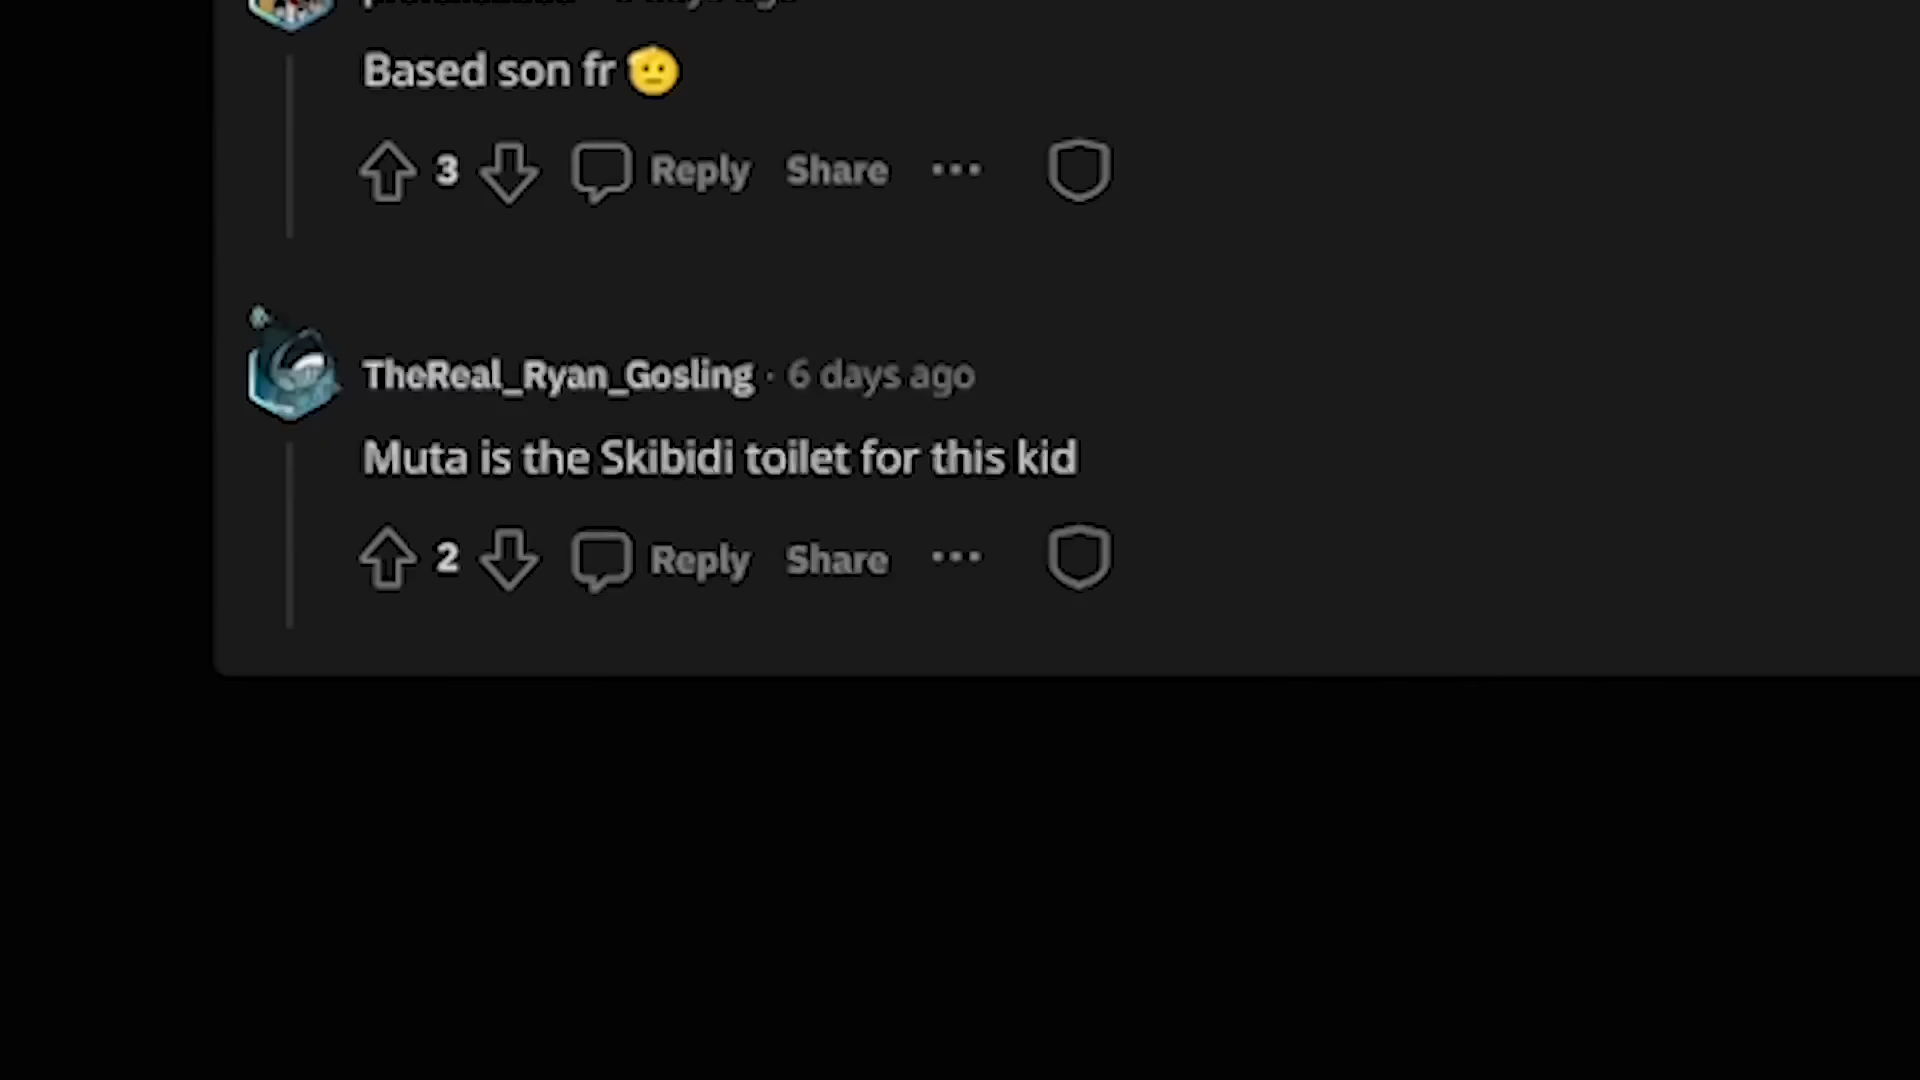 Based son fr 🫡
3 Reply Share
TheReal_Ryan_Gosling · 6 days ago
Muta is the Skibidi toilet for this kid
2 Reply Share